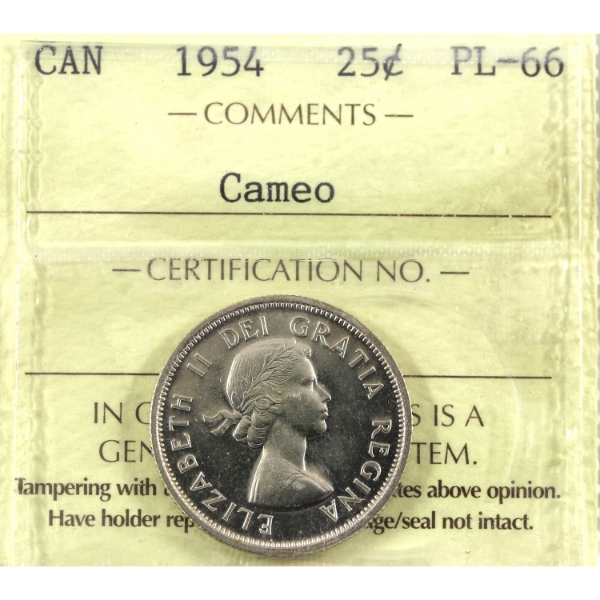 CAN 1954 25¢ PL-66
— COMMENTS —
Cameo
— CERTIFICATION NO. —
ELIZABETH II DEI GRATIA REGINA
IN S IS A
GEN TEM.
Tampering with tes above opinion.
Have holder rep ge/seal not intact.